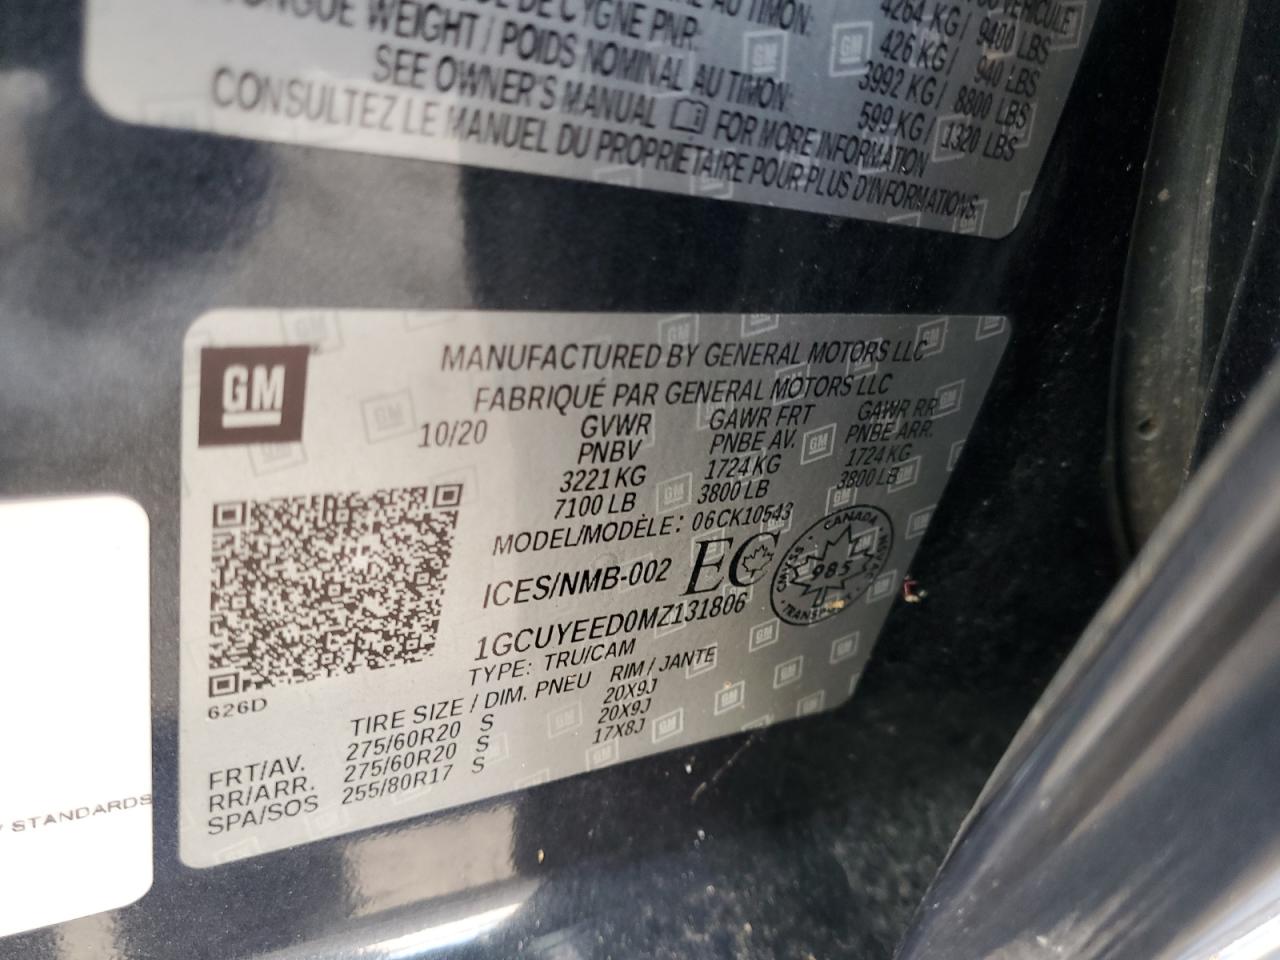 AU TIMON: 4264 KG / 9400 LBS
DE CYGNE PNR: 426 KG / 940 LBS
3992 KG / 8800 LBS
TONGUE WEIGHT / POIDS NOMINAL AU TIMON: 599 KG / 1320 LBS
SEE OWNER'S MANUAL FOR MORE INFORMATION
CONSULTEZ LE MANUEL DU PROPRIÉTAIRE POUR PLUS D'INFORMATIONS.
GM
MANUFACTURED BY GENERAL MOTORS LLC
FABRIQUÉ PAR GENERAL MOTORS LLC
10/20 GVWR GAWR FRT GAWR RR
PNBV PNBE AV. PNBE ARR.
3221 KG 1724 KG 1724 KG
7100 LB 3800 LB 3800 LB
MODEL/MODÈLE: 06CK10543
ICES/NMB-002 EC
CANADA
985
TRANSPORT
1GCUYEED0MZ131806
TYPE: TRU/CAM
626D
TIRE SIZE / DIM. PNEU RIM / JANTE
FRT/AV. 275/60R20 S 20X9J
RR/ARR. 275/60R20 S 20X9J
SPA/SOS 255/80R17 S 17X8J
STANDARDS